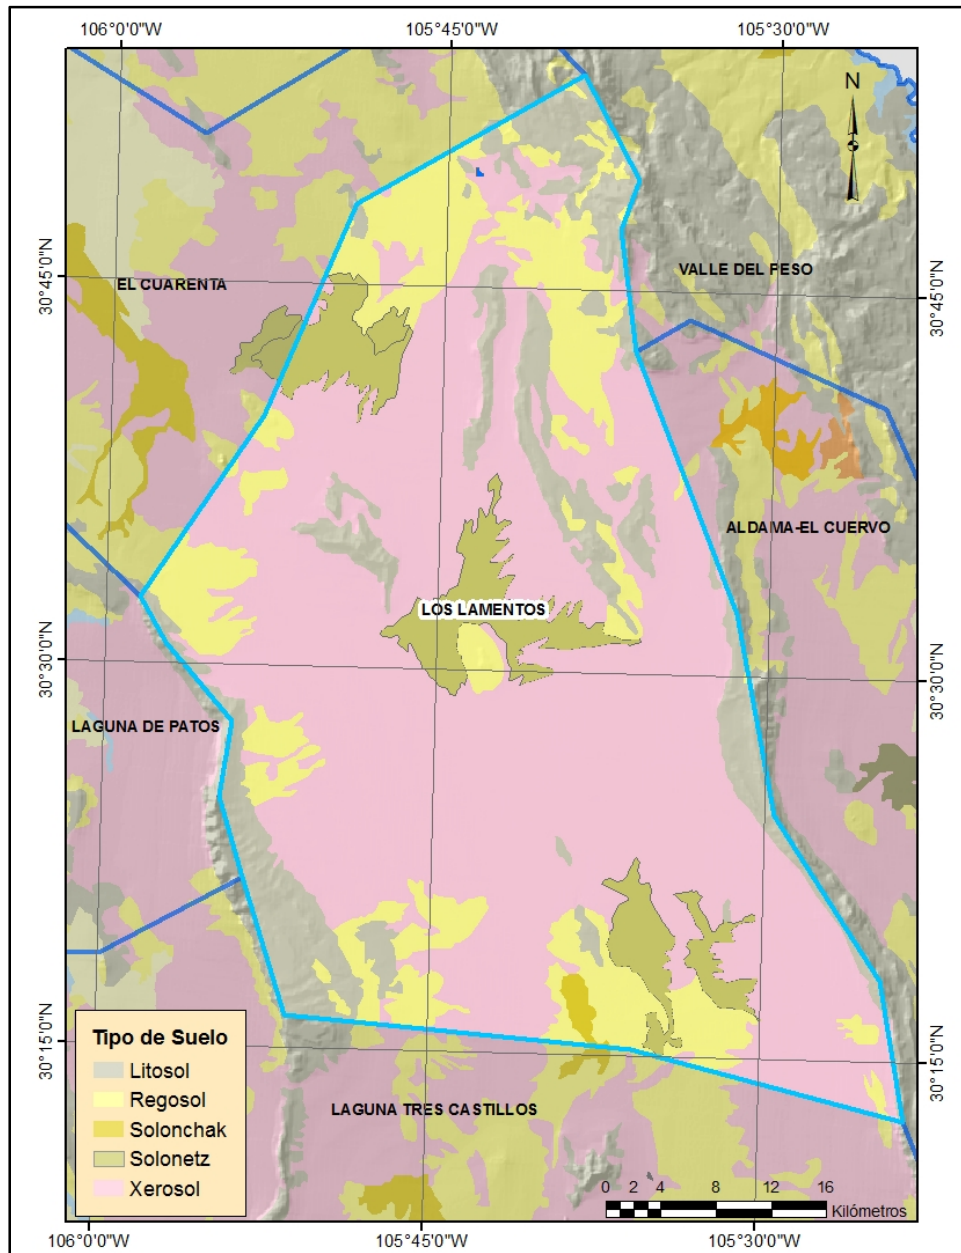 106°0'0"W
105°45'0"W
105°30'0"W
N
30°45'0"N
EL CUARENTA
VALLE DEL PESO
30°45'0"N
ALDAMA-EL CUERVO
LOS LAMENTOS
30°30'0"N
30°30'0"N
LAGUNA DE PATOS
30°15'0"N
30°15'0"N
Tipo de Suelo
Litosol
Regosol
Solonchak
Solonetz
Xerosol
LAGUNA TRES CASTILLOS
0 2 4 8 12 16
Kilómetros
106°0'0"W
105°45'0"W
105°30'0"W